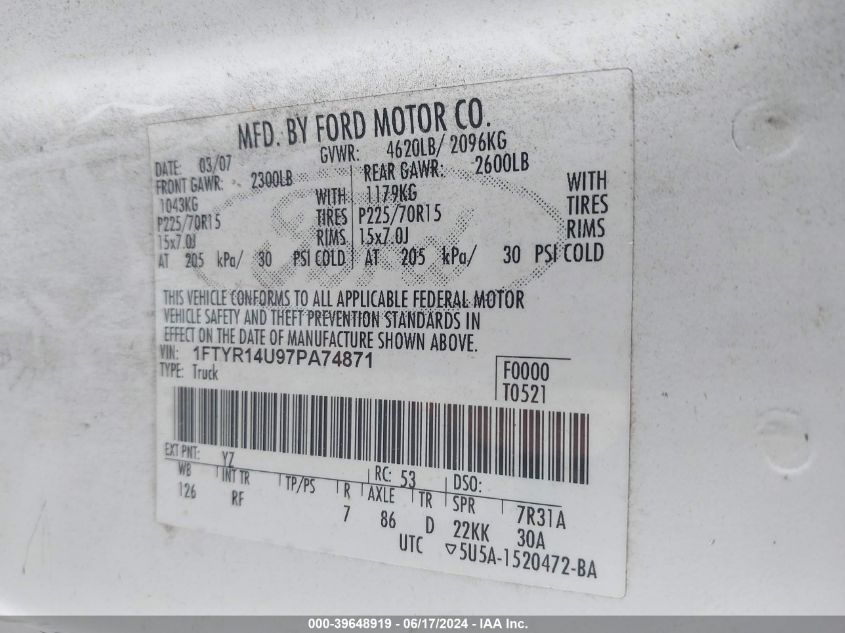 MFD. BY FORD MOTOR CO.
DATE: 03/07 GVWR: 4620LB/ 2096KG
FRONT GAWR: 2300LB REAR GAWR: 2600LB
1043KG WITH 1179KG WITH
P225/70R15 TIRES P225/70R15 TIRES
15x7.0J RIMS 15x7.0J RIMS
AT 205 kPa/ 30 PSI COLD AT 205 kPa/ 30 PSI COLD
THIS VEHICLE CONFORMS TO ALL APPLICABLE FEDERAL MOTOR
VEHICLE SAFETY AND THEFT PREVENTION STANDARDS IN
EFFECT ON THE DATE OF MANUFACTURE SHOWN ABOVE.
VIN: 1FTYR14U97PA74871
TYPE: Truck
F0000
T0521
EXT PNT: YZ RC: 53 DSO:
WB INT TR TP/PS R AXLE TR SPR 7R31A
126 RF 7 86 D 22KK 30A
UTC ▽5U5A-1520472-BA
000-39648919 - 06/17/2024 - IAA Inc.